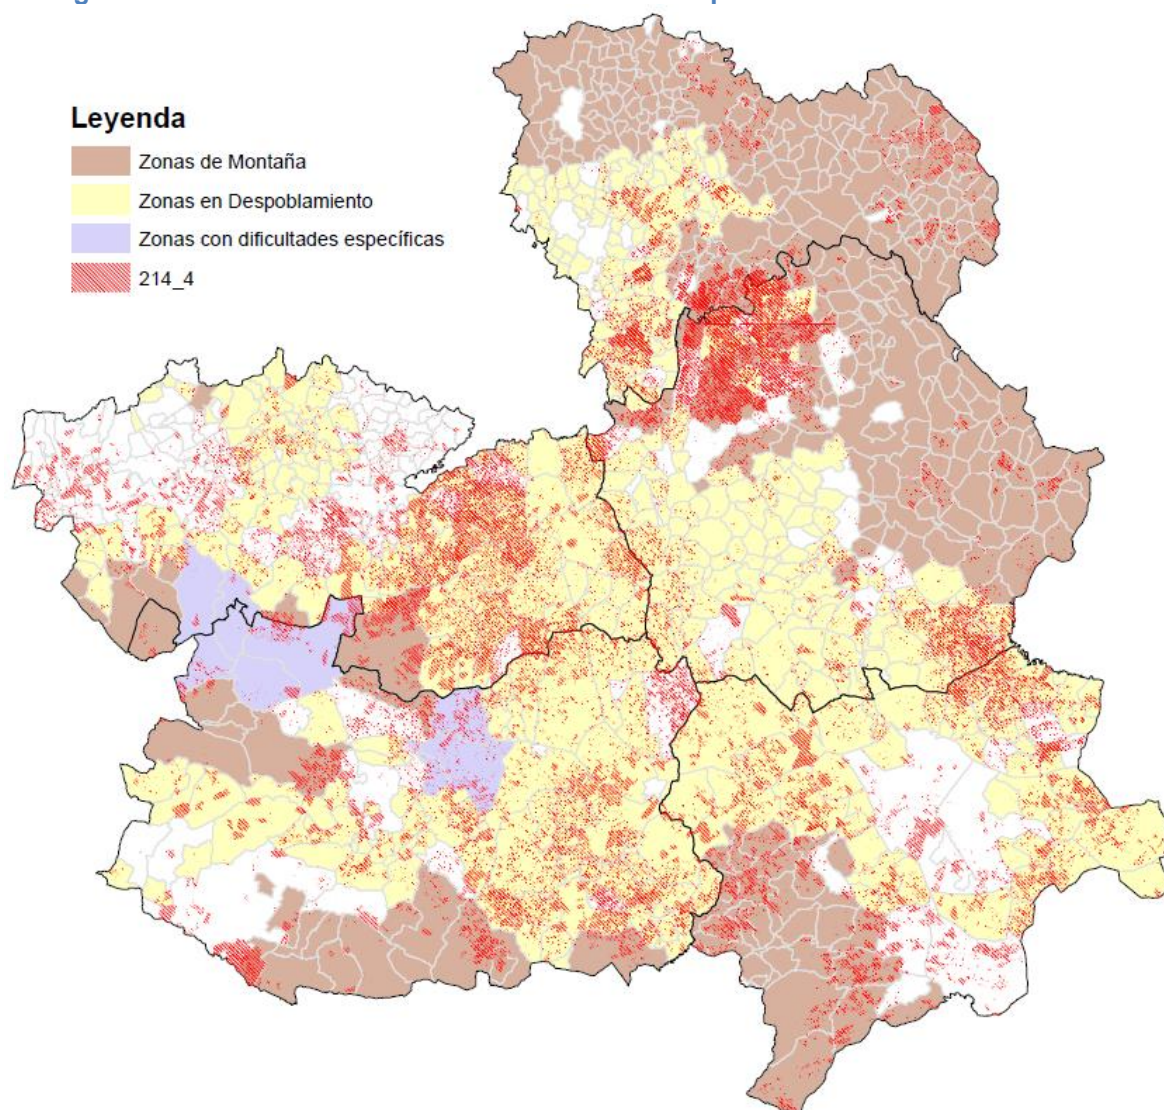 Leyenda
Zonas de Montaña
Zonas en Despoblamiento
Zonas con dificultades específicas
214_4